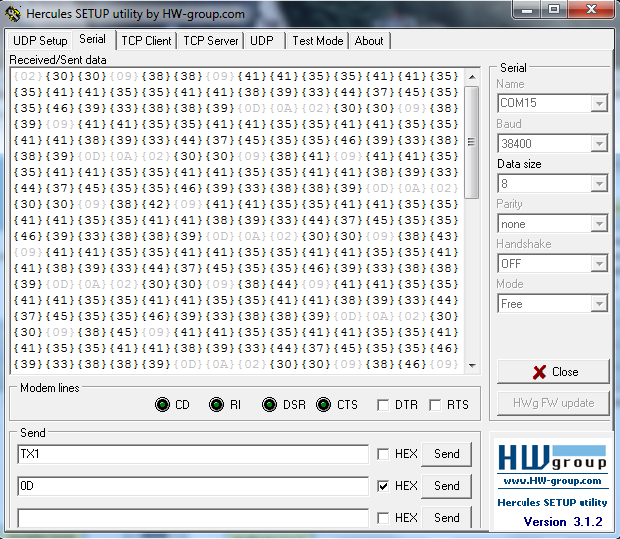 Hercules SETUP utility by HW-group.com
UDP Setup Serial TCP Client TCP Server UDP Test Mode About
Received/Sent data
{02}{30}{30}{09}{38}{38}{09}{41}{41}{35}{35}{41}{41}{35}
{35}{41}{41}{35}{35}{41}{41}{38}{39}{33}{44}{37}{45}{35}
{35}{46}{39}{33}{38}{38}{39}{0D}{0A}{02}{30}{30}{09}{38}
{39}{09}{41}{41}{35}{35}{41}{41}{35}{35}{41}{41}{35}{35}
{41}{41}{38}{39}{33}{44}{37}{45}{35}{35}{46}{39}{33}{38}
{38}{39}{0D}{0A}{02}{30}{30}{09}{38}{41}{09}{41}{41}{35}
{35}{41}{41}{35}{35}{41}{41}{35}{35}{41}{41}{38}{39}{33}
{44}{37}{45}{35}{35}{46}{39}{33}{38}{38}{39}{0D}{0A}{02}
{30}{30}{09}{38}{42}{09}{41}{41}{35}{35}{41}{41}{35}{35}
{41}{41}{35}{35}{41}{41}{38}{39}{33}{44}{37}{45}{35}{35}
{46}{39}{33}{38}{38}{39}{0D}{0A}{02}{30}{30}{09}{38}{43}
{09}{41}{41}{35}{35}{41}{41}{35}{35}{41}{41}{35}{35}{41}
{41}{38}{39}{33}{44}{37}{45}{35}{35}{46}{39}{33}{38}{38}
{39}{0D}{0A}{02}{30}{30}{09}{38}{44}{09}{41}{41}{35}{35}
{41}{41}{35}{35}{41}{41}{35}{35}{41}{41}{38}{39}{33}{44}
{37}{45}{35}{35}{46}{39}{33}{38}{38}{39}{0D}{0A}{02}{30}
{30}{09}{38}{45}{09}{41}{41}{35}{35}{41}{41}{35}{35}{41}
{41}{35}{35}{41}{41}{38}{39}{33}{44}{37}{45}{35}{35}{46}
{39}{33}{38}{38}{39}{0D}{0A}{02}{30}{30}{09}{38}{46}{09}
Serial
Name
COM15
Baud
38400
Data size
8
Parity
none
Handshake
OFF
Mode
Free
Close
HWg FW update
Modem lines
CD RI DSR CTS DTR RTS
Send
TX1 HEX Send
0D HEX Send
HEX Send
HW group
www.HW-group.com
Hercules SETUP utility
Version 3.1.2